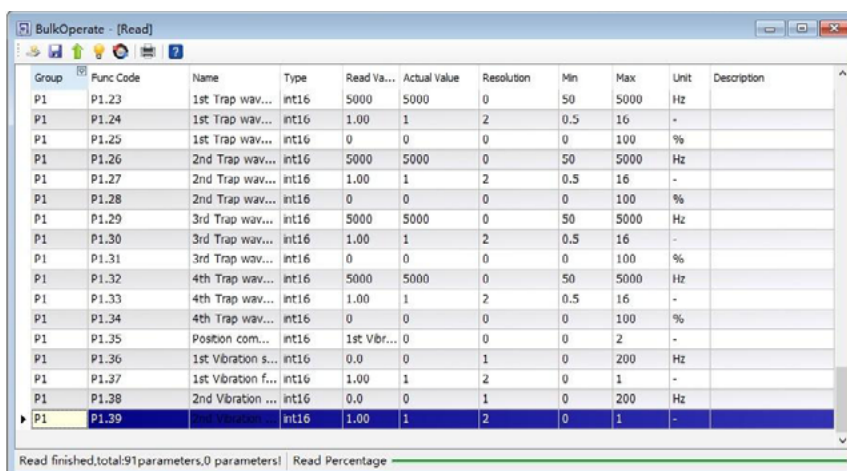 BulkOperate - [Read]
Group Func Code Name Type Read Va... Actual Value Resolution Min Max Unit Description
P1 P1.23 1st Trap wav... int16 5000 5000 0 50 5000 Hz
P1 P1.24 1st Trap wav... int16 1.00 1 2 0.5 16 -
P1 P1.25 1st Trap wav... int16 0 0 0 0 100 %
P1 P1.26 2nd Trap wav... int16 5000 5000 0 50 5000 Hz
P1 P1.27 2nd Trap wav... int16 1.00 1 2 0.5 16 -
P1 P1.28 2nd Trap wav... int16 0 0 0 0 100 %
P1 P1.29 3rd Trap wav... int16 5000 5000 0 50 5000 Hz
P1 P1.30 3rd Trap wav... int16 1.00 1 2 0.5 16 -
P1 P1.31 3rd Trap wav... int16 0 0 0 0 100 %
P1 P1.32 4th Trap wav... int16 5000 5000 0 50 5000 Hz
P1 P1.33 4th Trap wav... int16 1.00 1 2 0.5 16 -
P1 P1.34 4th Trap wav... int16 0 0 0 0 100 %
P1 P1.35 Position com... int16 1st Vibr... 0 0 0 2 -
P1 P1.36 1st Vibration s... int16 0.0 0 1 0 200 Hz
P1 P1.37 1st Vibration f... int16 1.00 1 2 0 1 -
P1 P1.38 2nd Vibration ... int16 0.0 0 1 0 200 Hz
P1 P1.39 2nd Vibration ... int16 1.00 1 2 0 1 -
Read finished,total:91parameters,0 parameters! Read Percentage